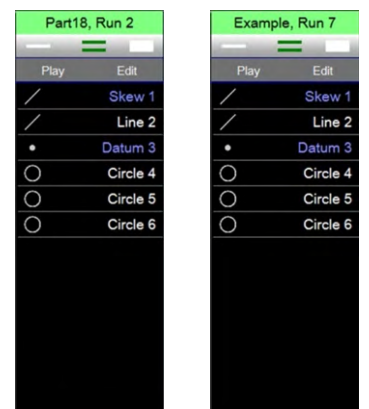 Part18, Run 2
Play Edit
Skew 1
Line 2
Datum 3
Circle 4
Circle 5
Circle 6
Example, Run 7
Play Edit
Skew 1
Line 2
Datum 3
Circle 4
Circle 5
Circle 6